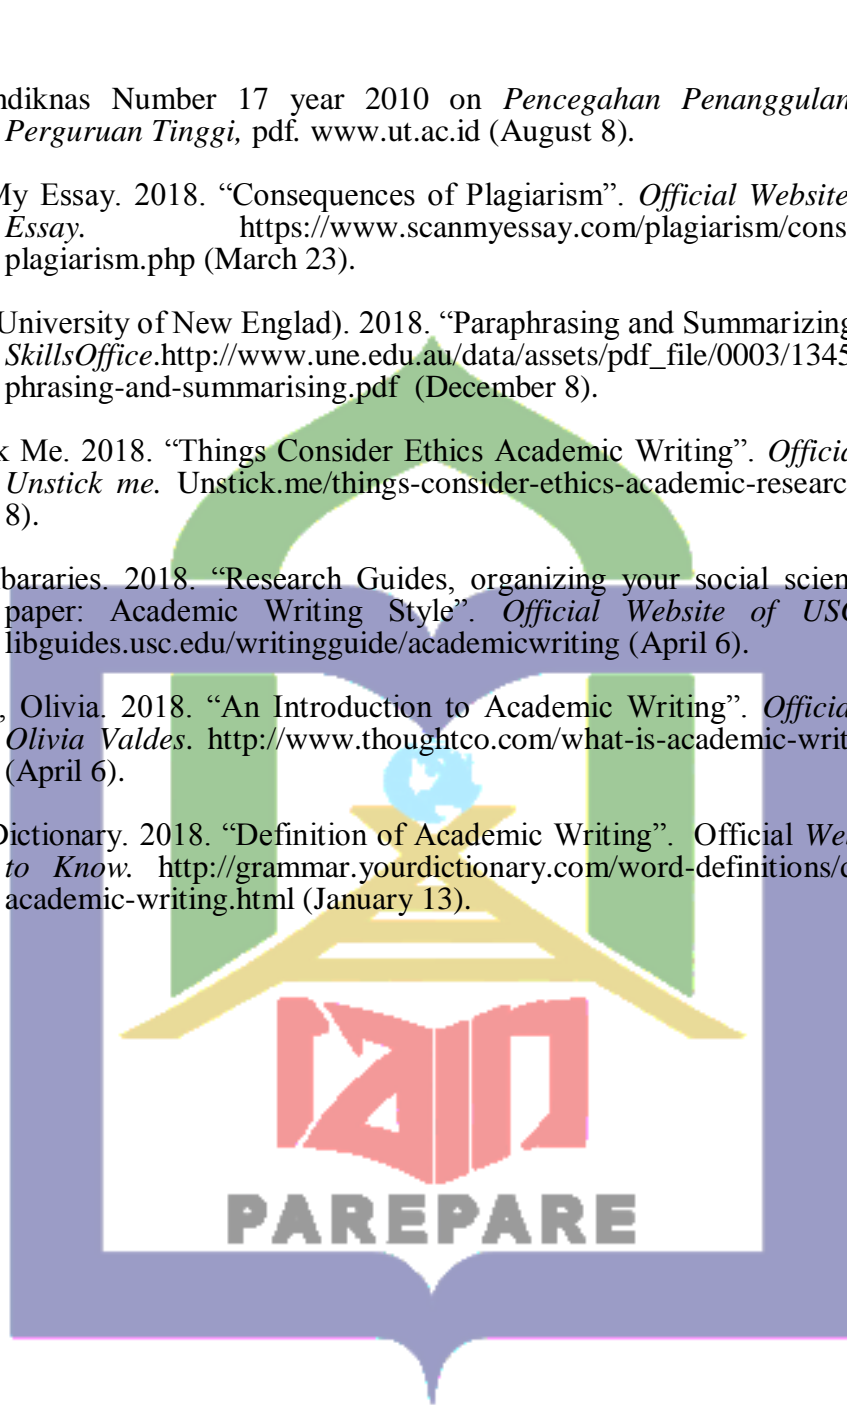 ndiknas Number 17 year 2010 on Pencegahan Penanggulan
Perguruan Tinggi, pdf. www.ut.ac.id (August 8).
My Essay. 2018. “Consequences of Plagiarism”. Official Website
Essay. https://www.scanmyessay.com/plagiarism/cons
plagiarism.php (March 23).
University of New Englad). 2018. “Paraphrasing and Summarizing
SkillsOffice.http://www.une.edu.au/data/assets/pdf_file/0003/1345
phrasing-and-summarising.pdf (December 8).
k Me. 2018. “Things Consider Ethics Academic Writing”. Officia
Unstick me. Unstick.me/things-consider-ethics-academic-researc
8).
bararies. 2018. “Research Guides, organizing your social scien
paper: Academic Writing Style”. Official Website of USC
libguides.usc.edu/writingguide/academicwriting (April 6).
, Olivia. 2018. “An Introduction to Academic Writing”. Official
Olivia Valdes. http://www.thoughtco.com/what-is-academic-writ
(April 6).
Dictionary. 2018. “Definition of Academic Writing”. Official We
to Know. http://grammar.yourdictionary.com/word-definitions/d
academic-writing.html (January 13).
iain
PAREPARE